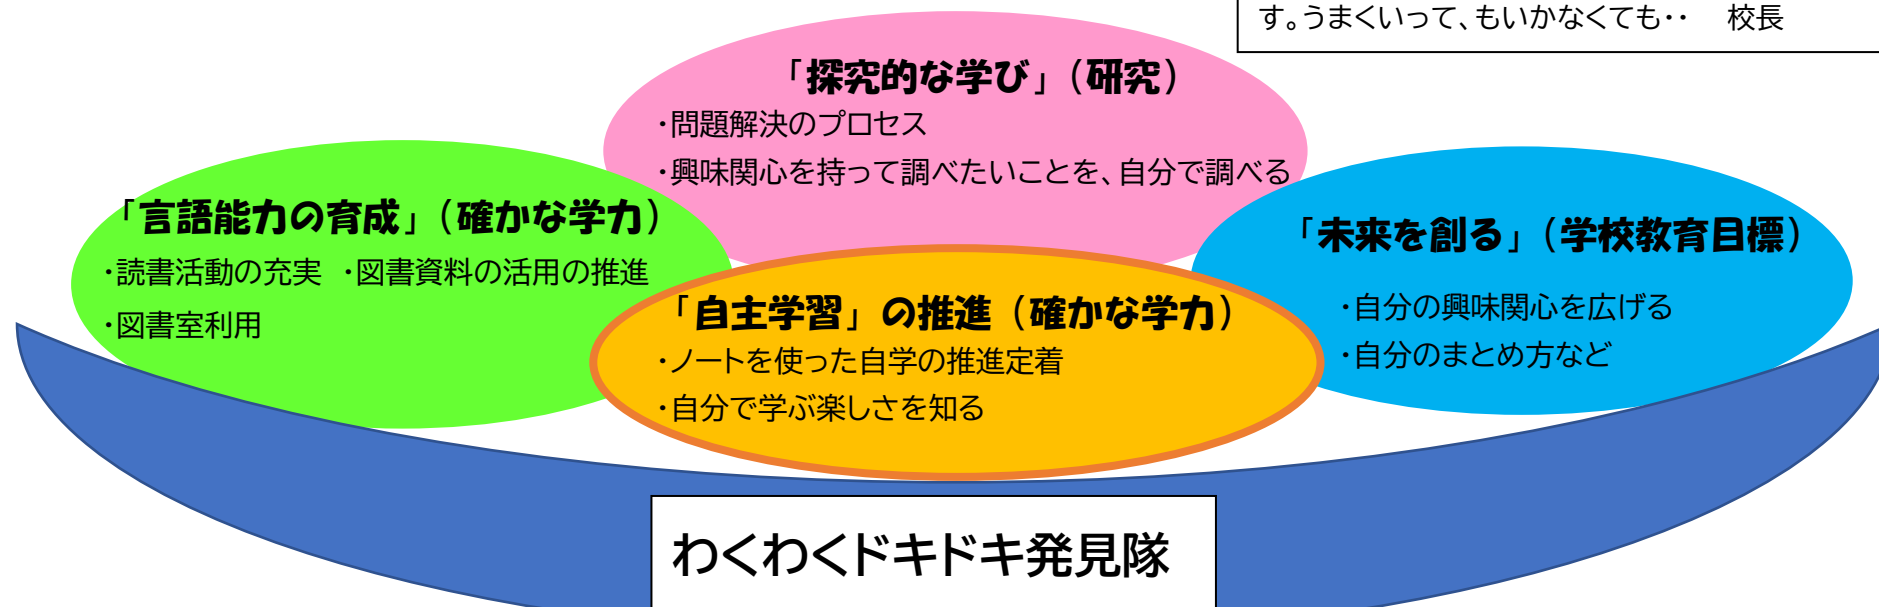 す。うまくいって、もいかなくても・・　校長
「探究的な学び」（研究）
・問題解決のプロセス
・興味関心を持って調べたいことを、自分で調べる
「言語能力の育成」（確かな学力）
・読書活動の充実　・図書資料の活用の推進
・図書室利用
「未来を創る」（学校教育目標）
・自分の興味関心を広げる
・自分のまとめ方など
「自主学習」の推進（確かな学力）
・ノートを使った自学の推進定着
・自分で学ぶ楽しさを知る
わくわくドキドキ発見隊